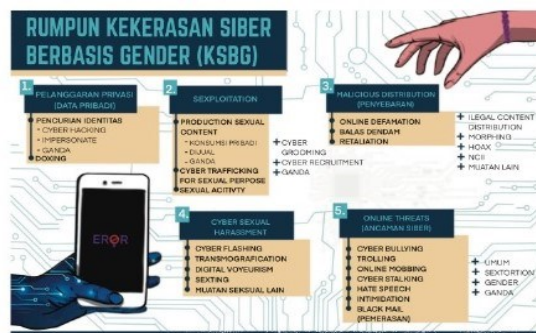 RUMPUN KEKERASAN SIBER
BERBASIS GENDER (KSBG)
1.
PELANGGARAN PRIVASI
(DATA PRIBADI)
PENCURIAN IDENTITAS
- CYBER HACKING
- IMPERSONATE
- GANDA
DOXING
2.
SEXPLOITATION
PRODUCTION SEXUAL
CONTENT
- KONSUMSI PRIBADI
- DIJUAL
- GANDA
CYBER TRAFFICKING
FOR SEXUAL PERPOSE
SEXUAL ACITIVTY
+ CYBER
GROOMING
+ CYBER RECRUITMENT
+ GANDA
3.
MALICIOUS DISTRIBUTION
(PENYEBARAN)
ONLINE DEFAMATION
BALAS DENDAM
RETALIATION
+ ILEGAL CONTENT
DISTRIBUTION
+ MORPHING
+ HOAX
+ NCII
+ MUATAN LAIN
4.
CYBER SEXUAL
HARASSMENT
CYBER FLASHING
TRANSMOGRAFICATION
DIGITAL VOYEURISM
SEXTING
MUATAN SEKSUAL LAIN
5.
ONLINE THREATS
(ANCAMAN SIBER)
CYBER BULLYING
TROLLING
ONLINE MOBBING
CYBER STALKING
HATE SPEECH
INTIMIDATION
BLACK MAIL
(PEMERASAN)
+ UMUM
+ SEXTORTION
+ GENDER
+ GANDA
EROR